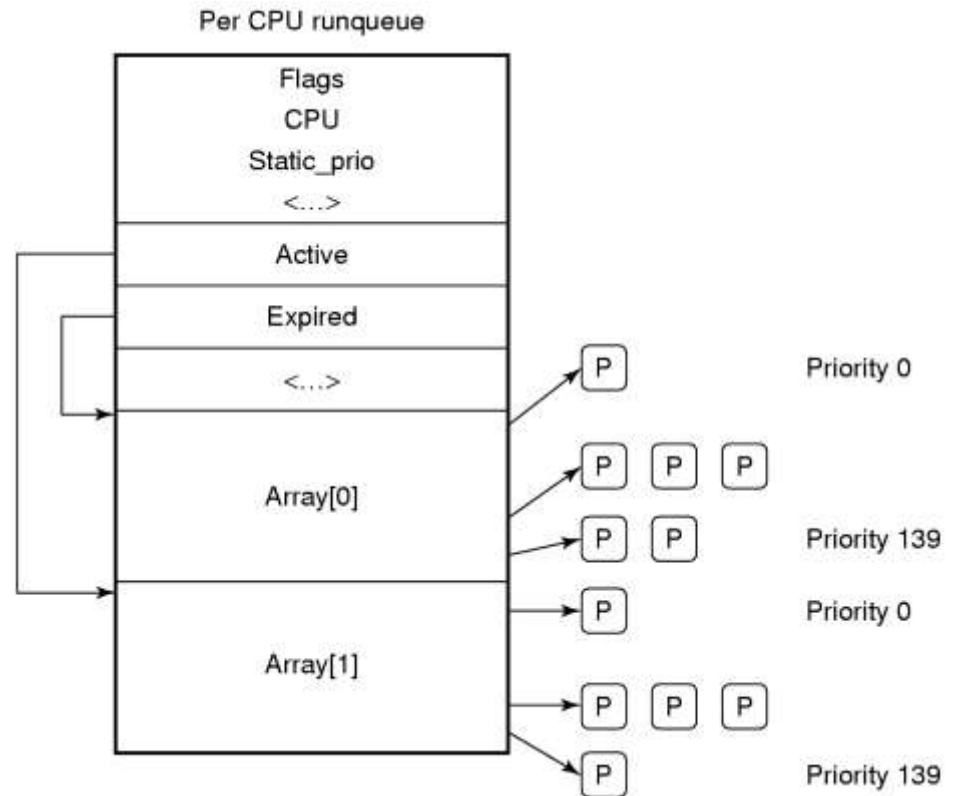 Per CPU runqueue
Flags
CPU
Static_prio
<...>
Active
Expired
<...>
P Priority 0
Array[0]
P P P
P P Priority 139
P Priority 0
Array[1]
P P P
P Priority 139